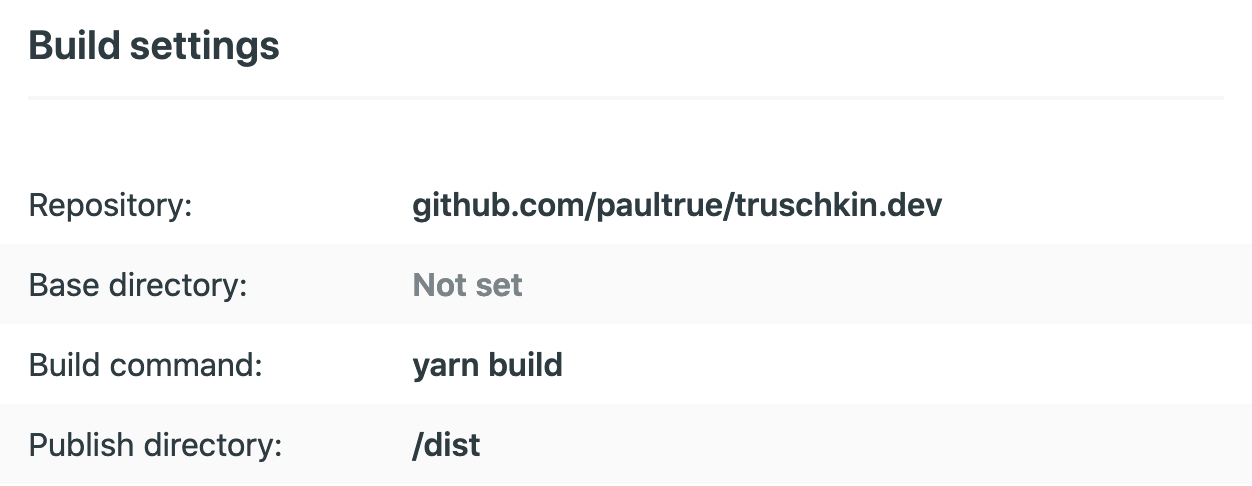 Build settings
Repository: github.com/paultrue/truschkin.dev
Base directory: Not set
Build command: yarn build
Publish directory: /dist